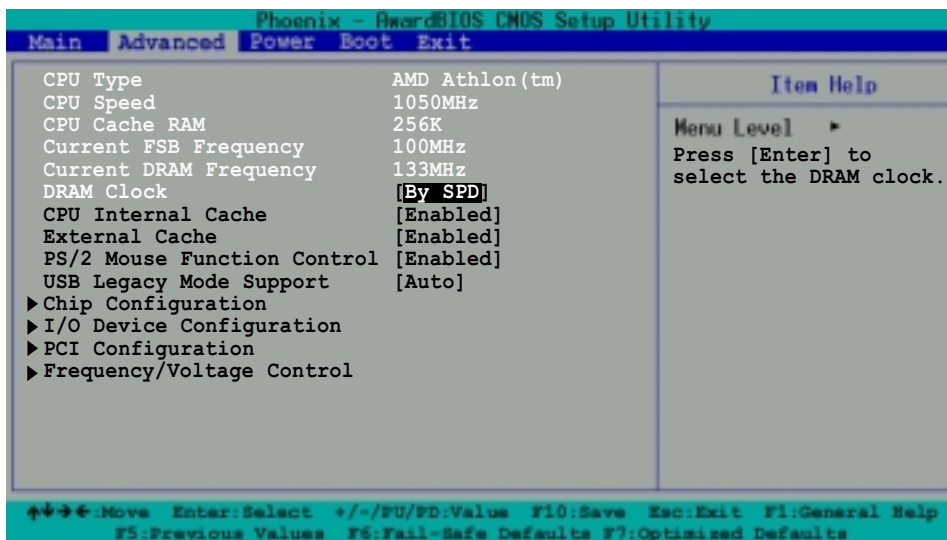 Phoenix - AwardBIOS CMOS Setup Utility
Main Advanced Power Boot Exit
CPU Type AMD Athlon(tm)
CPU Speed 1050MHz
CPU Cache RAM 256K
Current FSB Frequency 100MHz
Current DRAM Frequency 133MHz
DRAM Clock [By SPD]
CPU Internal Cache [Enabled]
External Cache [Enabled]
PS/2 Mouse Function Control [Enabled]
USB Legacy Mode Support [Auto]
Chip Configuration
I/O Device Configuration
PCI Configuration
Frequency/Voltage Control
Item Help
Menu Level
Press [Enter] to
select the DRAM clock.
:Move Enter:Select +/-/PU/PD:Value F10:Save Esc:Exit F1:General Help
F5:Previous Values F6:Fail-Safe Defaults F7:Optimized Defaults